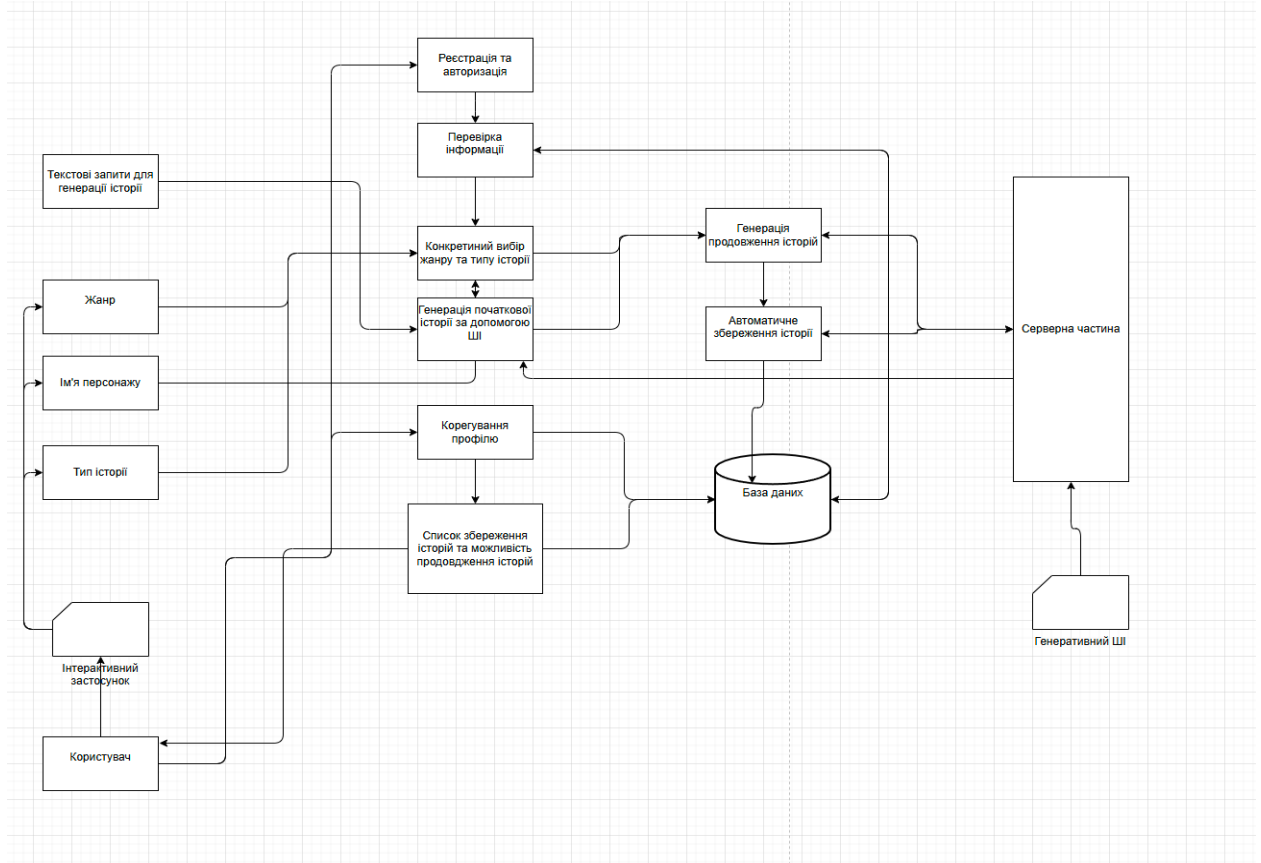 Реєстрація та
авторизація
Перевірка
інформації
Текстові запити для
генерації історії
Генерація
продовження історій
Конкретиний вибір
жанру та типу історії
Жанр
Генерація початкової
історії за допомогою
ШІ
Автоматичне
збереження історії
Серверна частина
Ім'я персонажу
Корегування
профілю
Тип історії
База даних
Список збереження
історій та можливість
продовдження історій
Генеративний ШІ
Інтерактивний
застосунок
Користувач